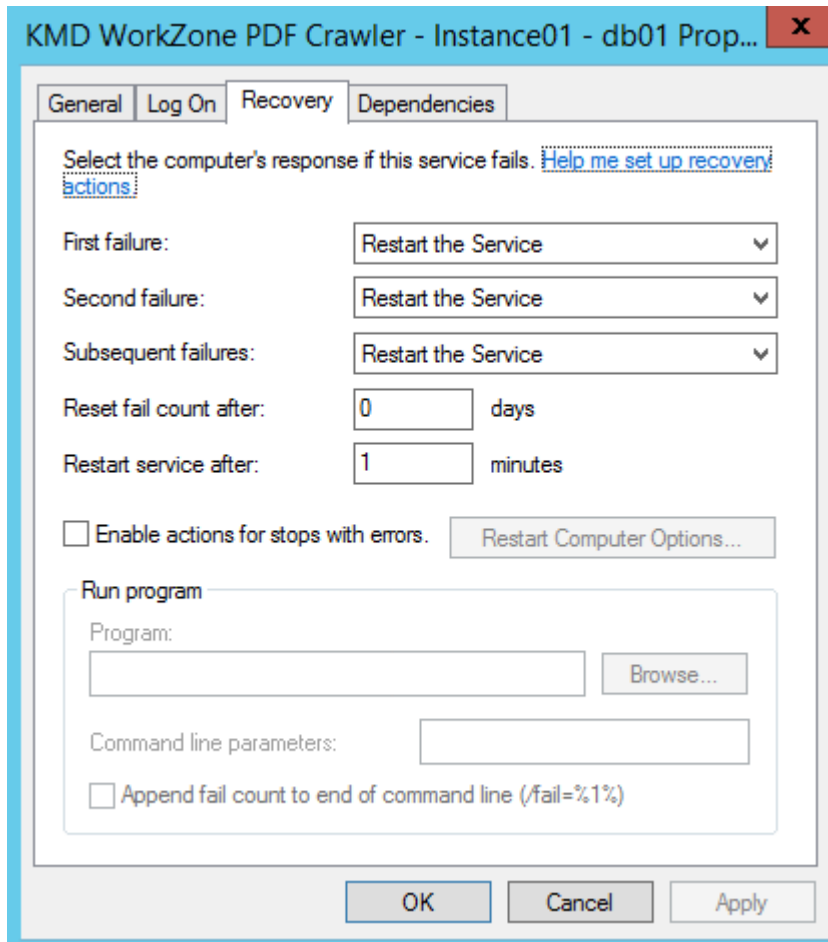 KMD WorkZone PDF Crawler - Instance01 - db01 Prop...
x
General
Log On
Recovery
Dependencies
Select the computer's response if this service fails. Help me set up recovery
actions.
First failure:
Restart the Service
Second failure:
Restart the Service
Subsequent failures:
Restart the Service
Reset fail count after:
0
days
Restart service after:
1
minutes
Enable actions for stops with errors.
Restart Computer Options...
Run program
Program:
Browse...
Command line parameters:
Append fail count to end of command line (/fail=%1%)
OK
Cancel
Apply